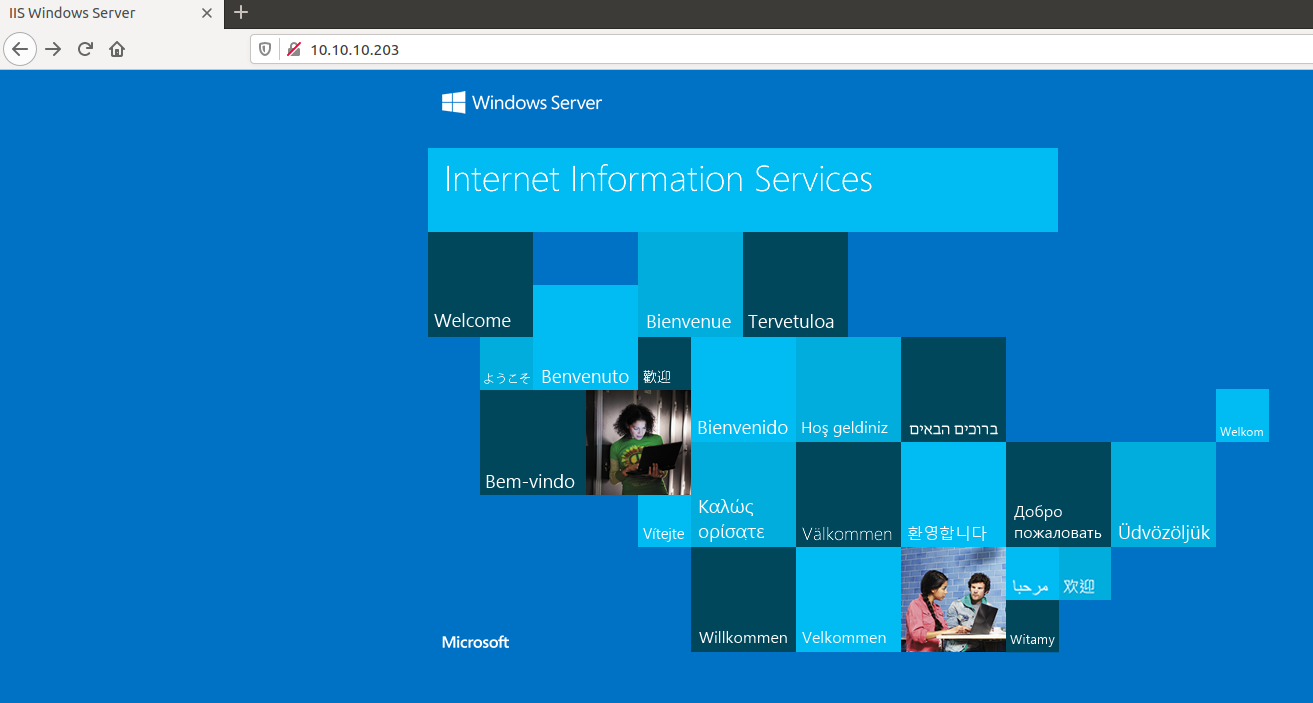 IIS Windows Server
10.10.10.203
Windows Server
Internet Information Services
Welcome
Bienvenue
Tervetuloa
ようこそ
Benvenuto
歡迎
Bienvenido
Hoş geldiniz
ברוכים הבאים
Welkom
Bem-vindo
Vítejte
Καλώς
ορίσατε
Välkommen
환영합니다
Добро
пожаловать
Üdvözöljük
Willkommen
Velkommen
مرحبا
欢迎
Witamy
Microsoft